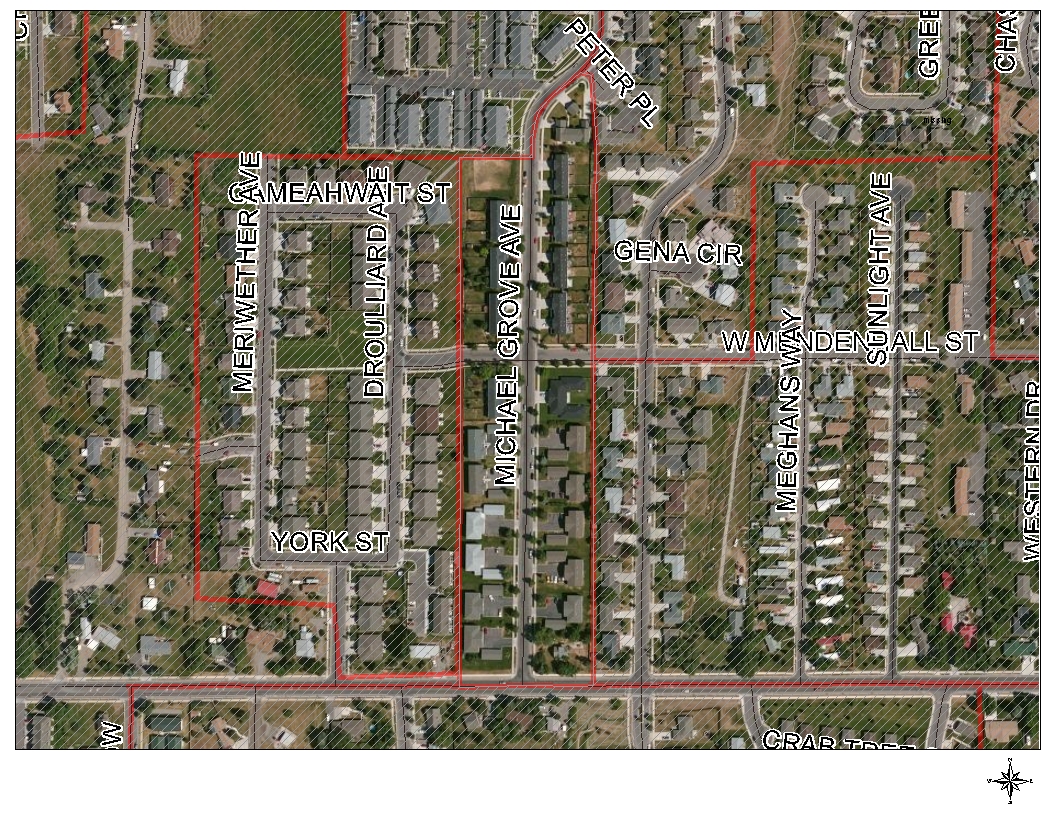 GREE
CHAS
PETER PL
CAMEAHWAIT ST
MERIWETHER AVE
DROULLIARD AVE
MICHAEL GROVE AVE
GENA CIR
SUNLIGHT AVE
W MENDENHALL ST
MEGHANS WAY
WESTERN DR
YORK ST
OW
CRAB TREE